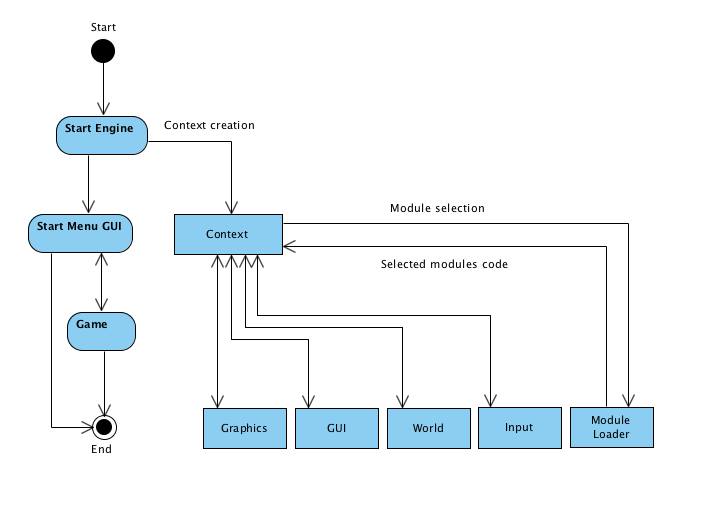 Start
Start Engine
Context creation
Start Menu GUI
Context
Module selection
Selected modules code
Game
Graphics
GUI
World
Input
Module
Loader
End